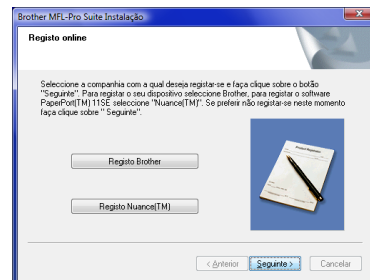 Brother MFL-Pro Suite Instalação
Registo online
Seleccione a companhia com a qual deseja registar-se e faça clique sobre o botão
"Seguinte". Para registar o seu dispositivo seleccione Brother, para registar o software
PaperPort(TM) 11SE seleccione "Nuance(TM)". Se preferir não registar-se neste momento
faça clique sobre " Seguinte".
Registo Brother
Registo Nuance(TM)
< Anterior
Seguinte >
Cancelar